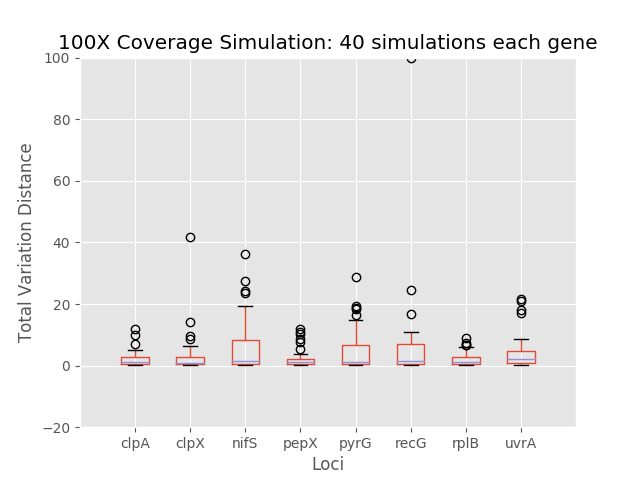 100X Coverage Simulation: 40 simulations each gene
Total Variation Distance
100
80
60
40
20
0
−20
clpA clpX nifS pepX pyrG recG rplB uvrA
Loci